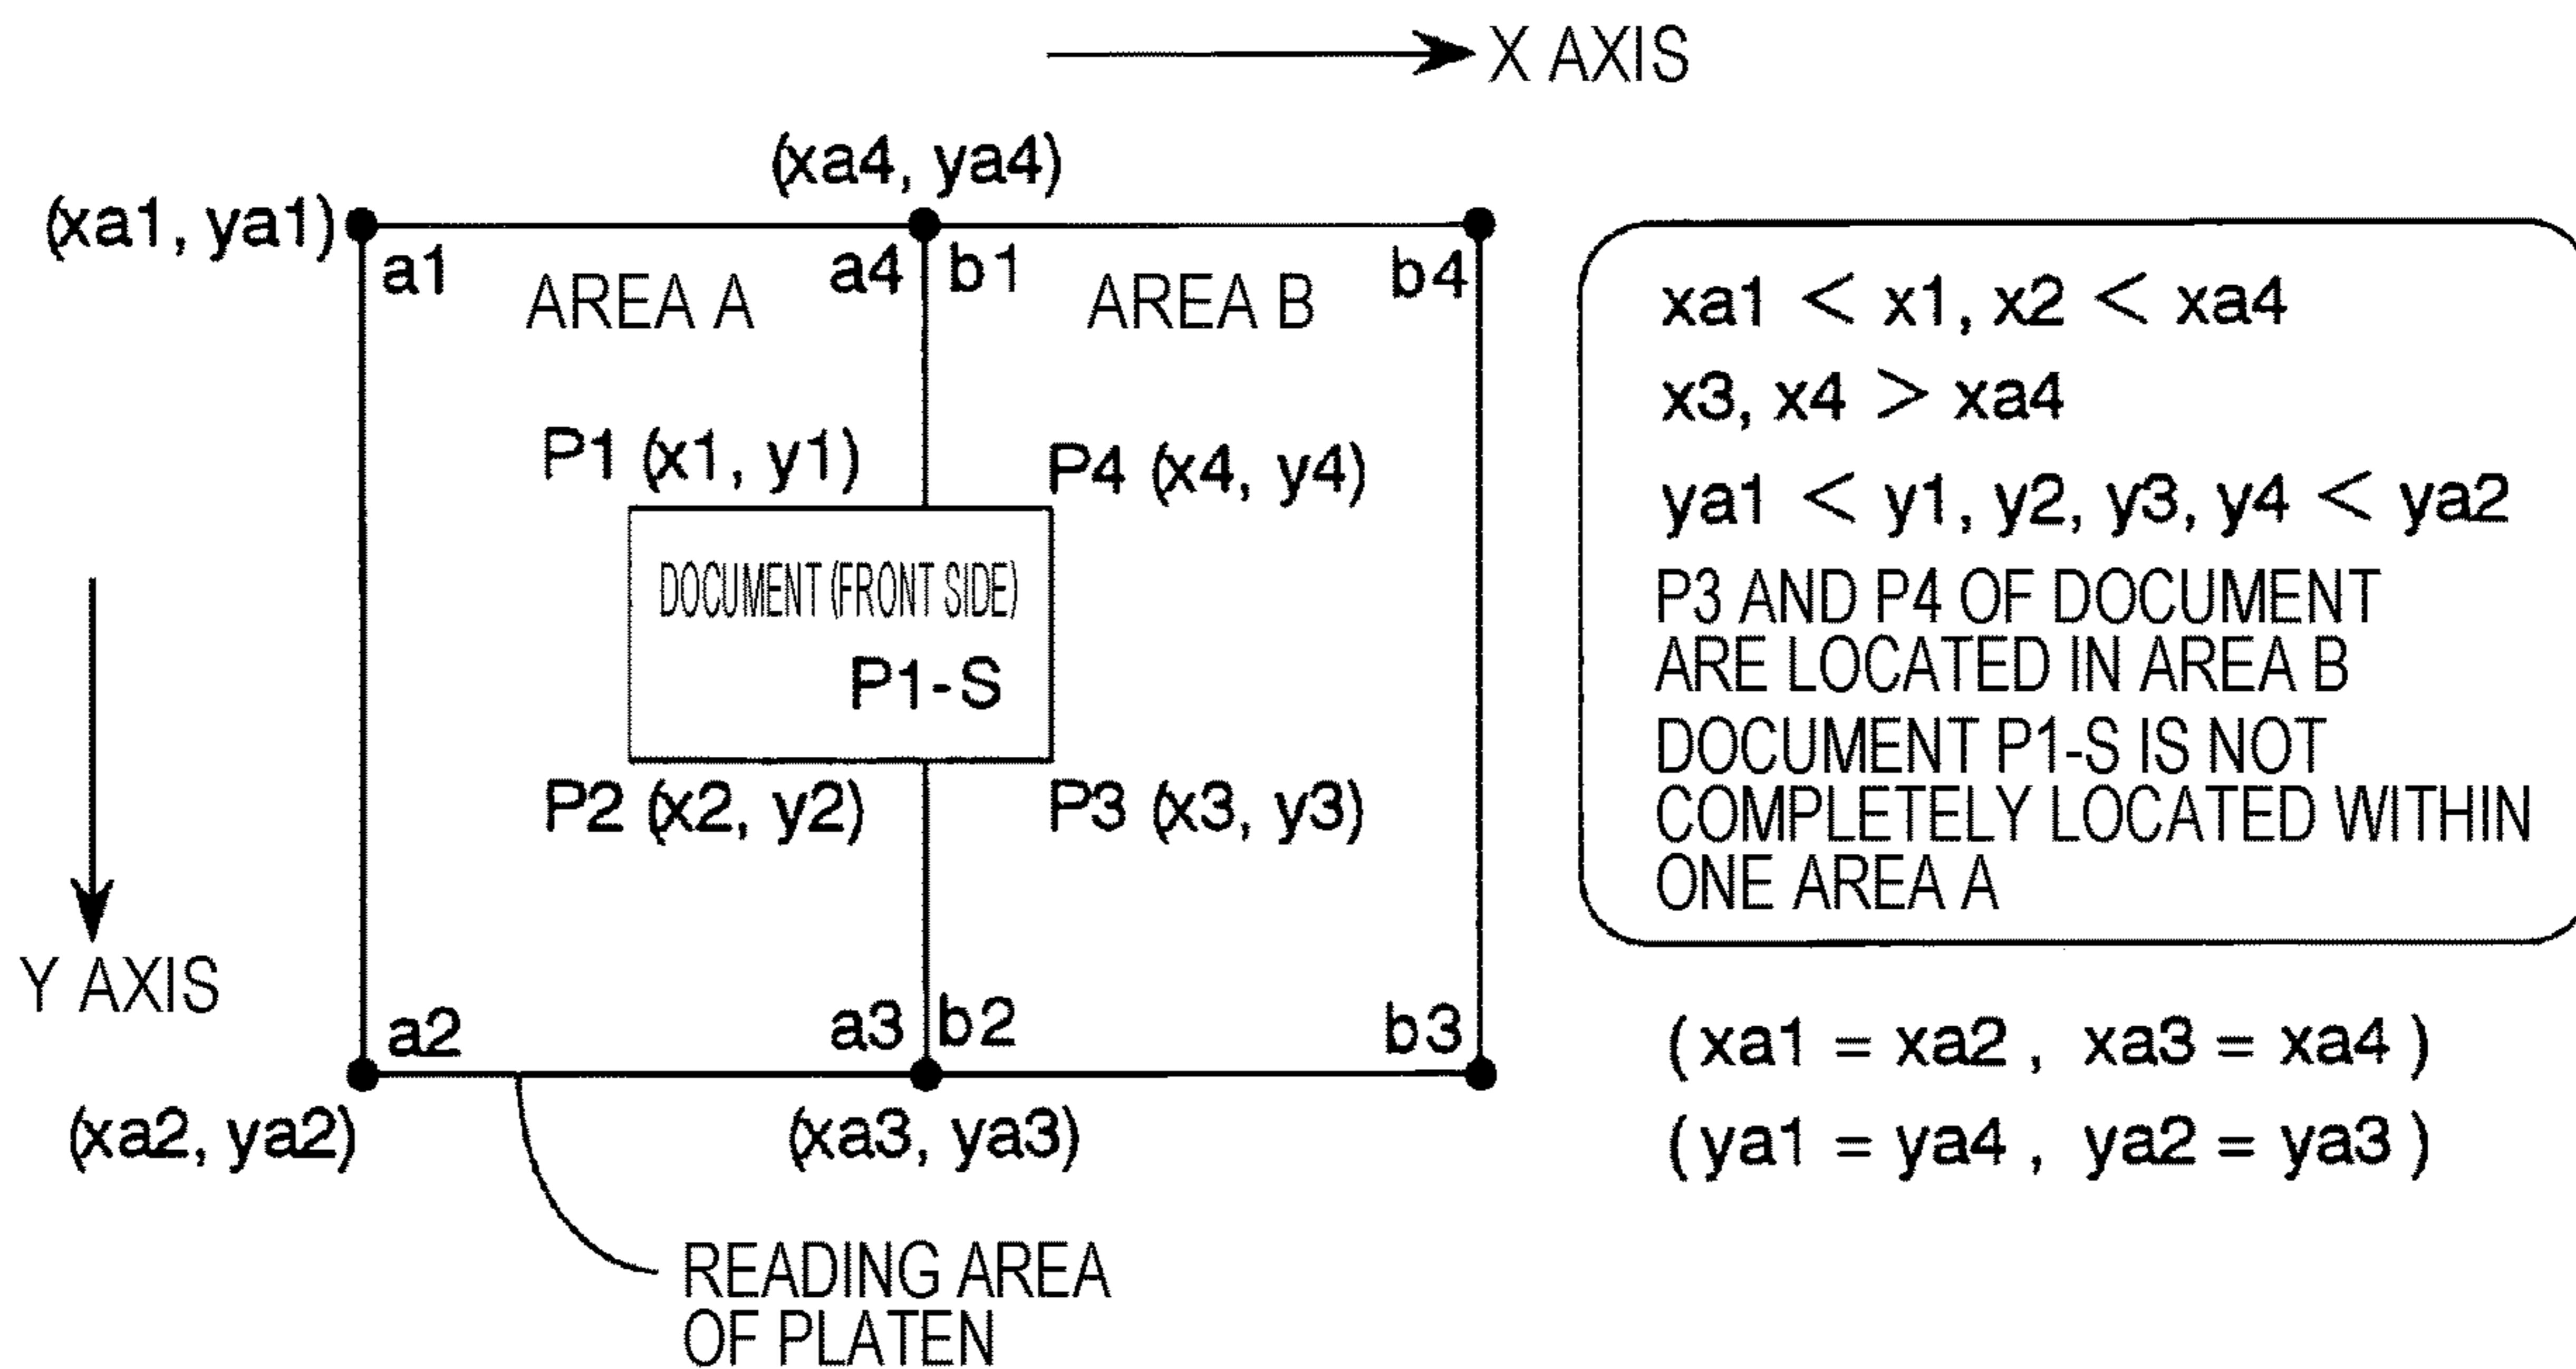 X AXIS
(xa4, ya4)
(xa1, ya1)
a1
AREA A
a4
b1
AREA B
b4
P1 (x1, y1)
P4 (x4, y4)
DOCUMENT (FRONT SIDE)
P1-S
P2 (x2, y2)
P3 (x3, y3)
Y AXIS
a2
a3
b2
b3
(xa2, ya2)
(xa3, ya3)
READING AREA
OF PLATEN
xa1 < x1, x2 < xa4
x3, x4 > xa4
ya1 < y1, y2, y3, y4 < ya2
P3 AND P4 OF DOCUMENT
ARE LOCATED IN AREA B
DOCUMENT P1-S IS NOT
COMPLETELY LOCATED WITHIN
ONE AREA A
( xa1 = xa2 , xa3 = xa4 )
( ya1 = ya4 , ya2 = ya3 )